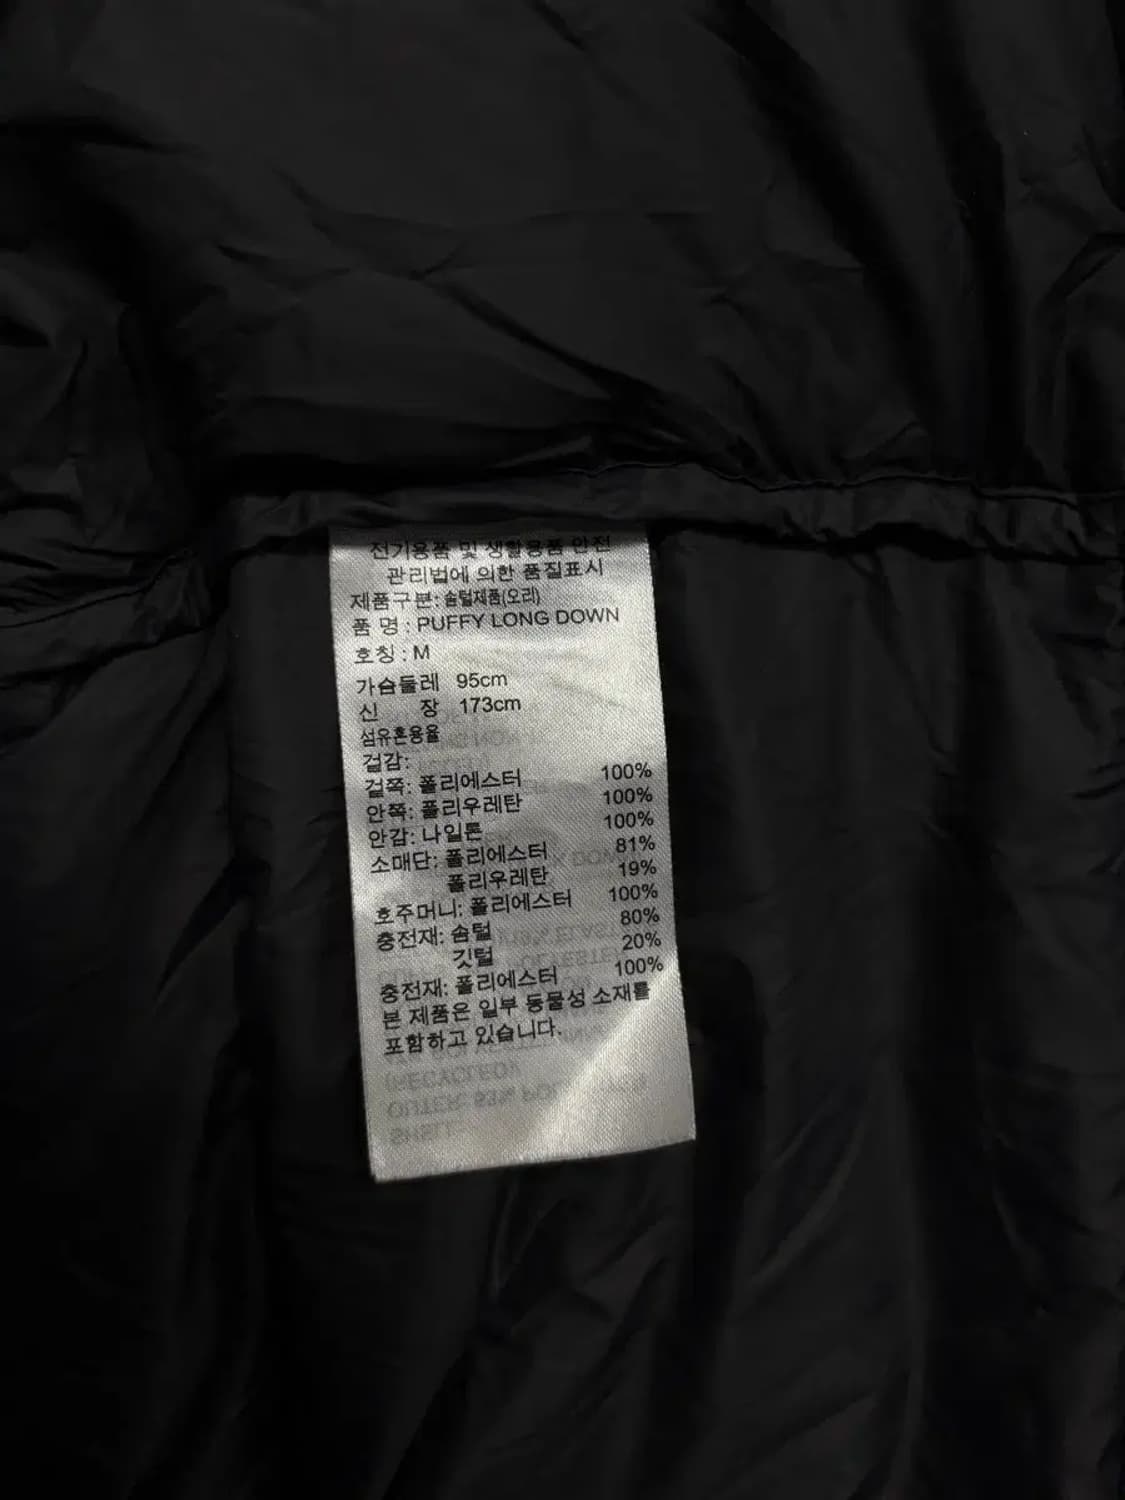 전기용품 및 생활용품 안전
관리법에 의한 품질표시
제품구분: 솜털제품(오리)
품 명 : PUFFY LONG DOWN
호칭 : M
가슴둘레 95cm
신 장 173cm
섬유혼용율
겉감:
겉쪽: 폴리에스터 100%
안쪽: 폴리우레탄 100%
안감: 나일론 100%
소매단: 폴리에스터 81%
폴리우레탄 19%
호주머니: 폴리에스터 100%
충전재: 솜털 80%
깃털 20%
충전재: 폴리에스터 100%
본 제품은 일부 동물성 소재를
포함하고 있습니다.